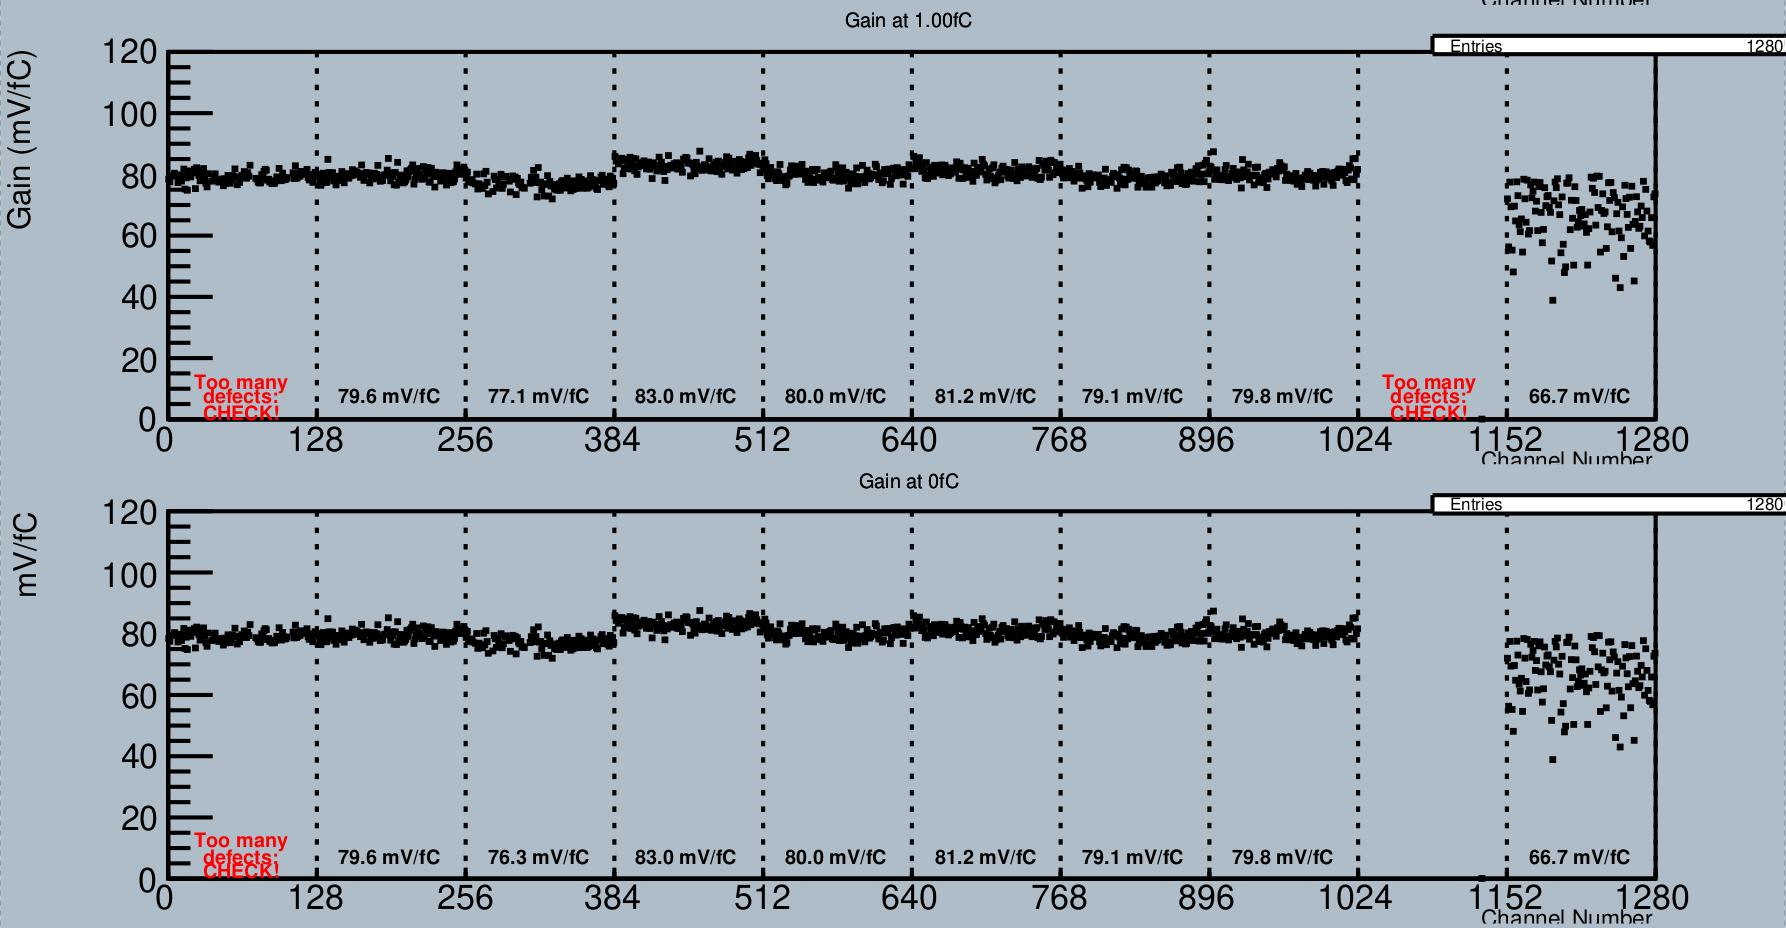 Channel Number
Gain at 1.00fC
Entries 1280
Gain (mV/fC)
120
100
80
60
40
20
0
Too many
defects:
CHECK!
79.6 mV/fC
77.1 mV/fC
83.0 mV/fC
80.0 mV/fC
81.2 mV/fC
79.1 mV/fC
79.8 mV/fC
Too many
defects:
CHECK!
66.7 mV/fC
0 128 256 384 512 640 768 896 1024 1152 1280
Channel Number
Gain at 0fC
Entries 1280
mV/fC
120
100
80
60
40
20
0
Too many
defects:
CHECK!
79.6 mV/fC
76.3 mV/fC
83.0 mV/fC
80.0 mV/fC
81.2 mV/fC
79.1 mV/fC
79.8 mV/fC
66.7 mV/fC
0 128 256 384 512 640 768 896 1024 1152 1280
Channel Number